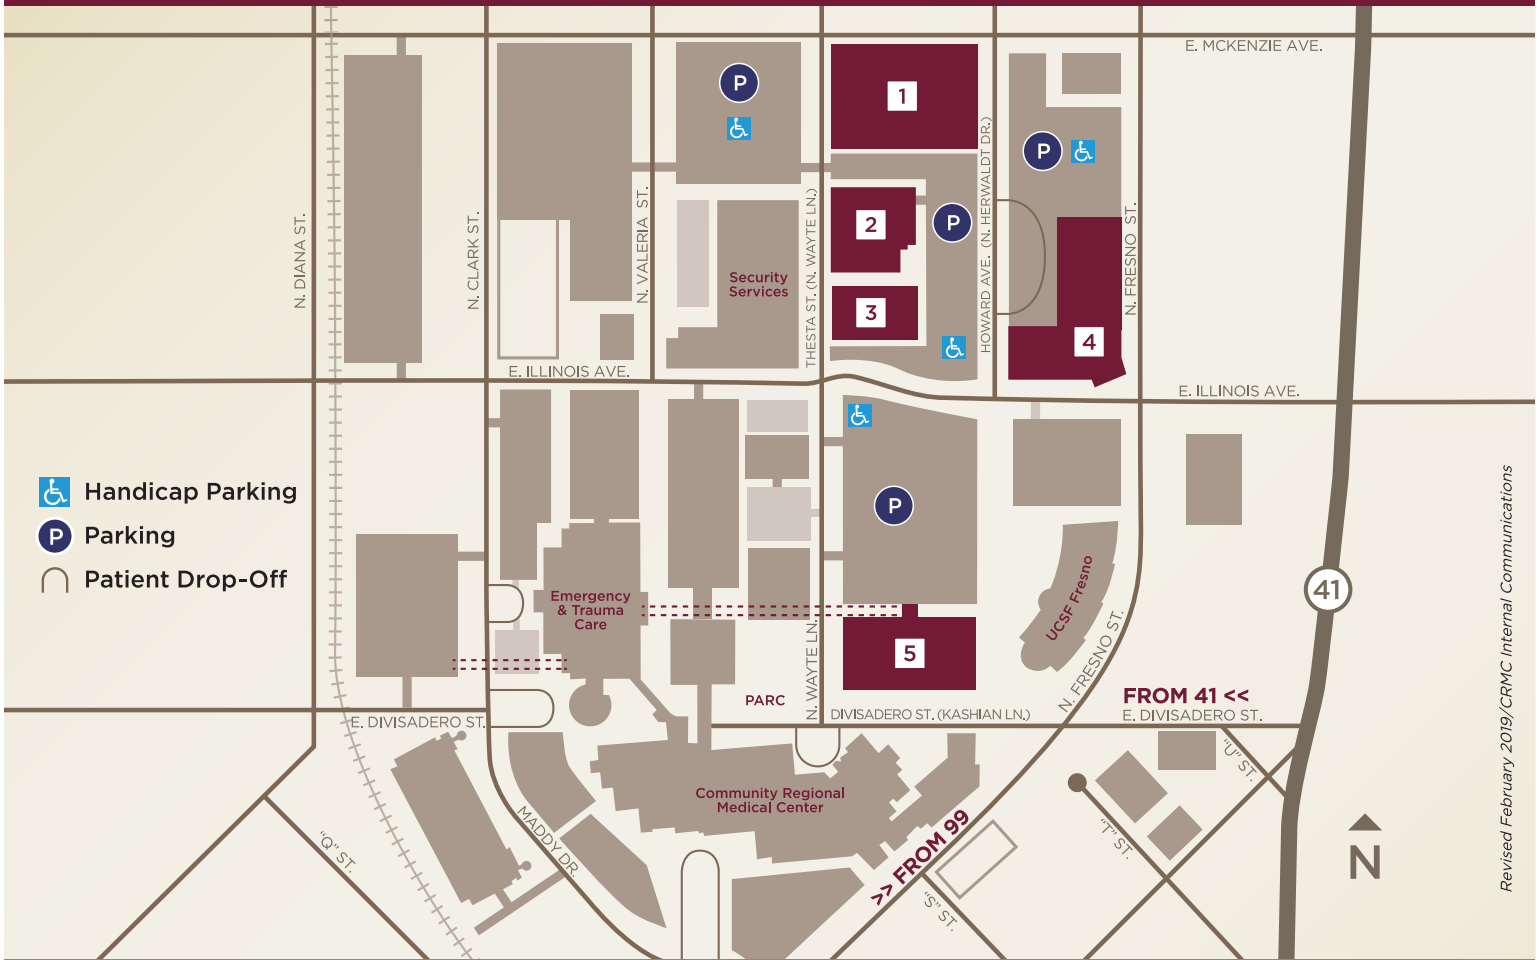 E. MCKENZIE AVE.
P
1
P
N. DIANA ST.
N. CLARK ST.
N. VALERIA ST.
THESTA ST. (N. WAYTE LN.)
HOWARD AVE. (N. HERWALDT DR.)
N. FRESNO ST.
2
P
Security
Services
3
4
E. ILLINOIS AVE.
E. ILLINOIS AVE.
Handicap Parking
P
Parking
Patient Drop-Off
P
Emergency
& Trauma
Care
UCSF Fresno
41
5
N. WAYTE LN.
N. FRESNO ST.
PARC
FROM 41 <<
E. DIVISADERO ST.
DIVISADERO ST. (KASHIAN LN.)
E. DIVISADERO ST.
"U" ST.
Community Regional
Medical Center
MADDY DR.
"Q" ST.
>> FROM 99
"T" ST.
"S" ST.
N
Revised February 2019/CRMC Internal Communications